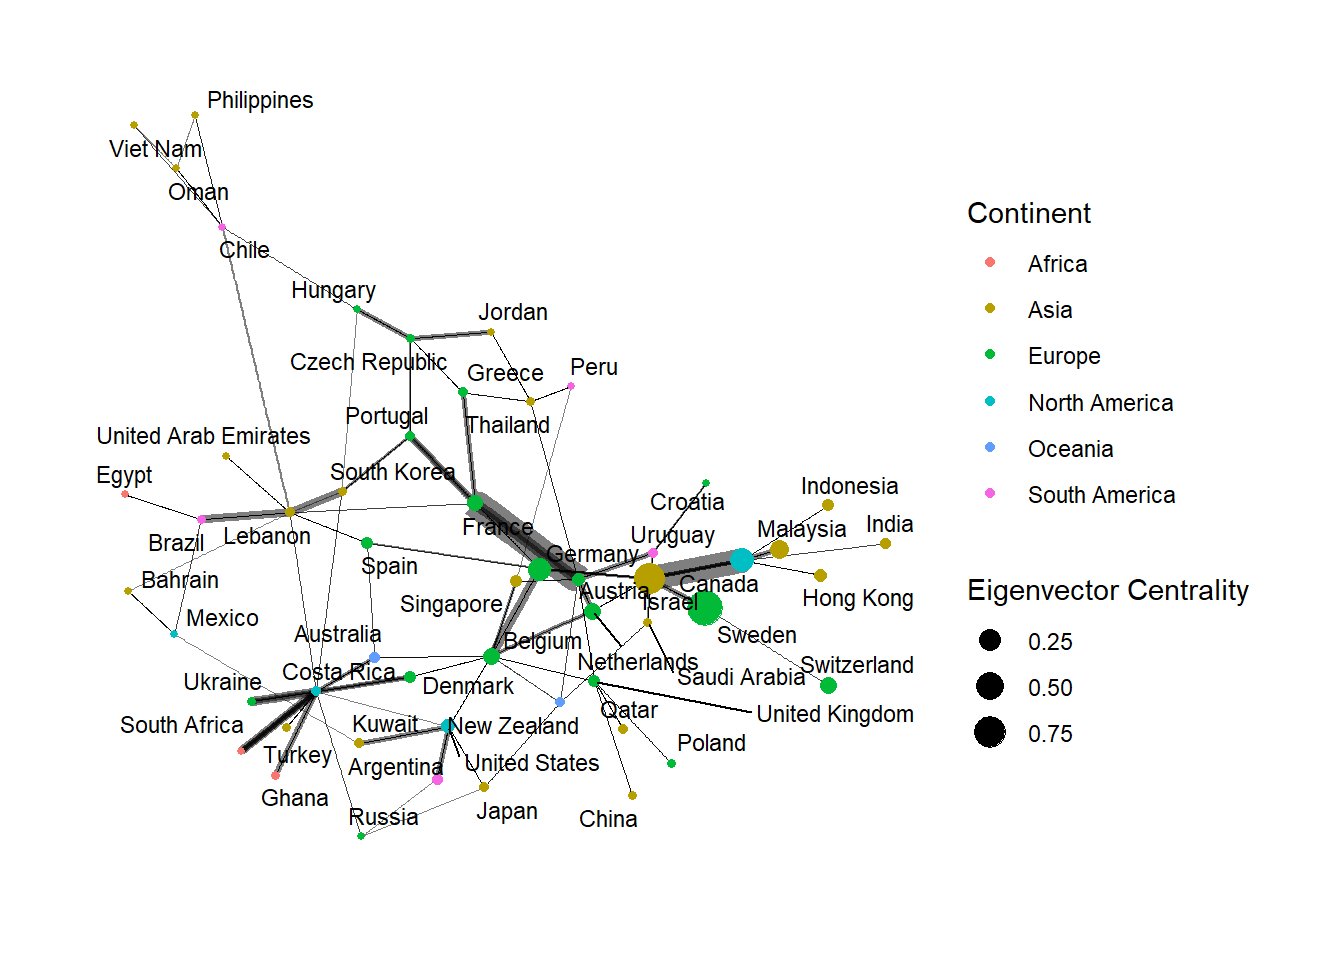 Philippines
Viet Nam
Oman
Chile
Hungary
Jordan
Czech Republic
Greece
Peru
Portugal
Thailand
United Arab Emirates
South Korea
Egypt
Croatia
Indonesia
France
Uruguay
Malaysia
India
Brazil
Lebanon
Germany
Spain
Bahrain
Singapore
Austria
Israel
Canada
Hong Kong
Mexico
Australia
Belgium
Sweden
Netherlands
Switzerland
Ukraine
Costa Rica
Denmark
Saudi Arabia
South Africa
Kuwait
New Zealand
Qatar
United Kingdom
Turkey
Argentina
United States
Poland
Ghana
Russia
Japan
China
Continent
Africa
Asia
Europe
North America
Oceania
South America
Eigenvector Centrality
0.25
0.50
0.75